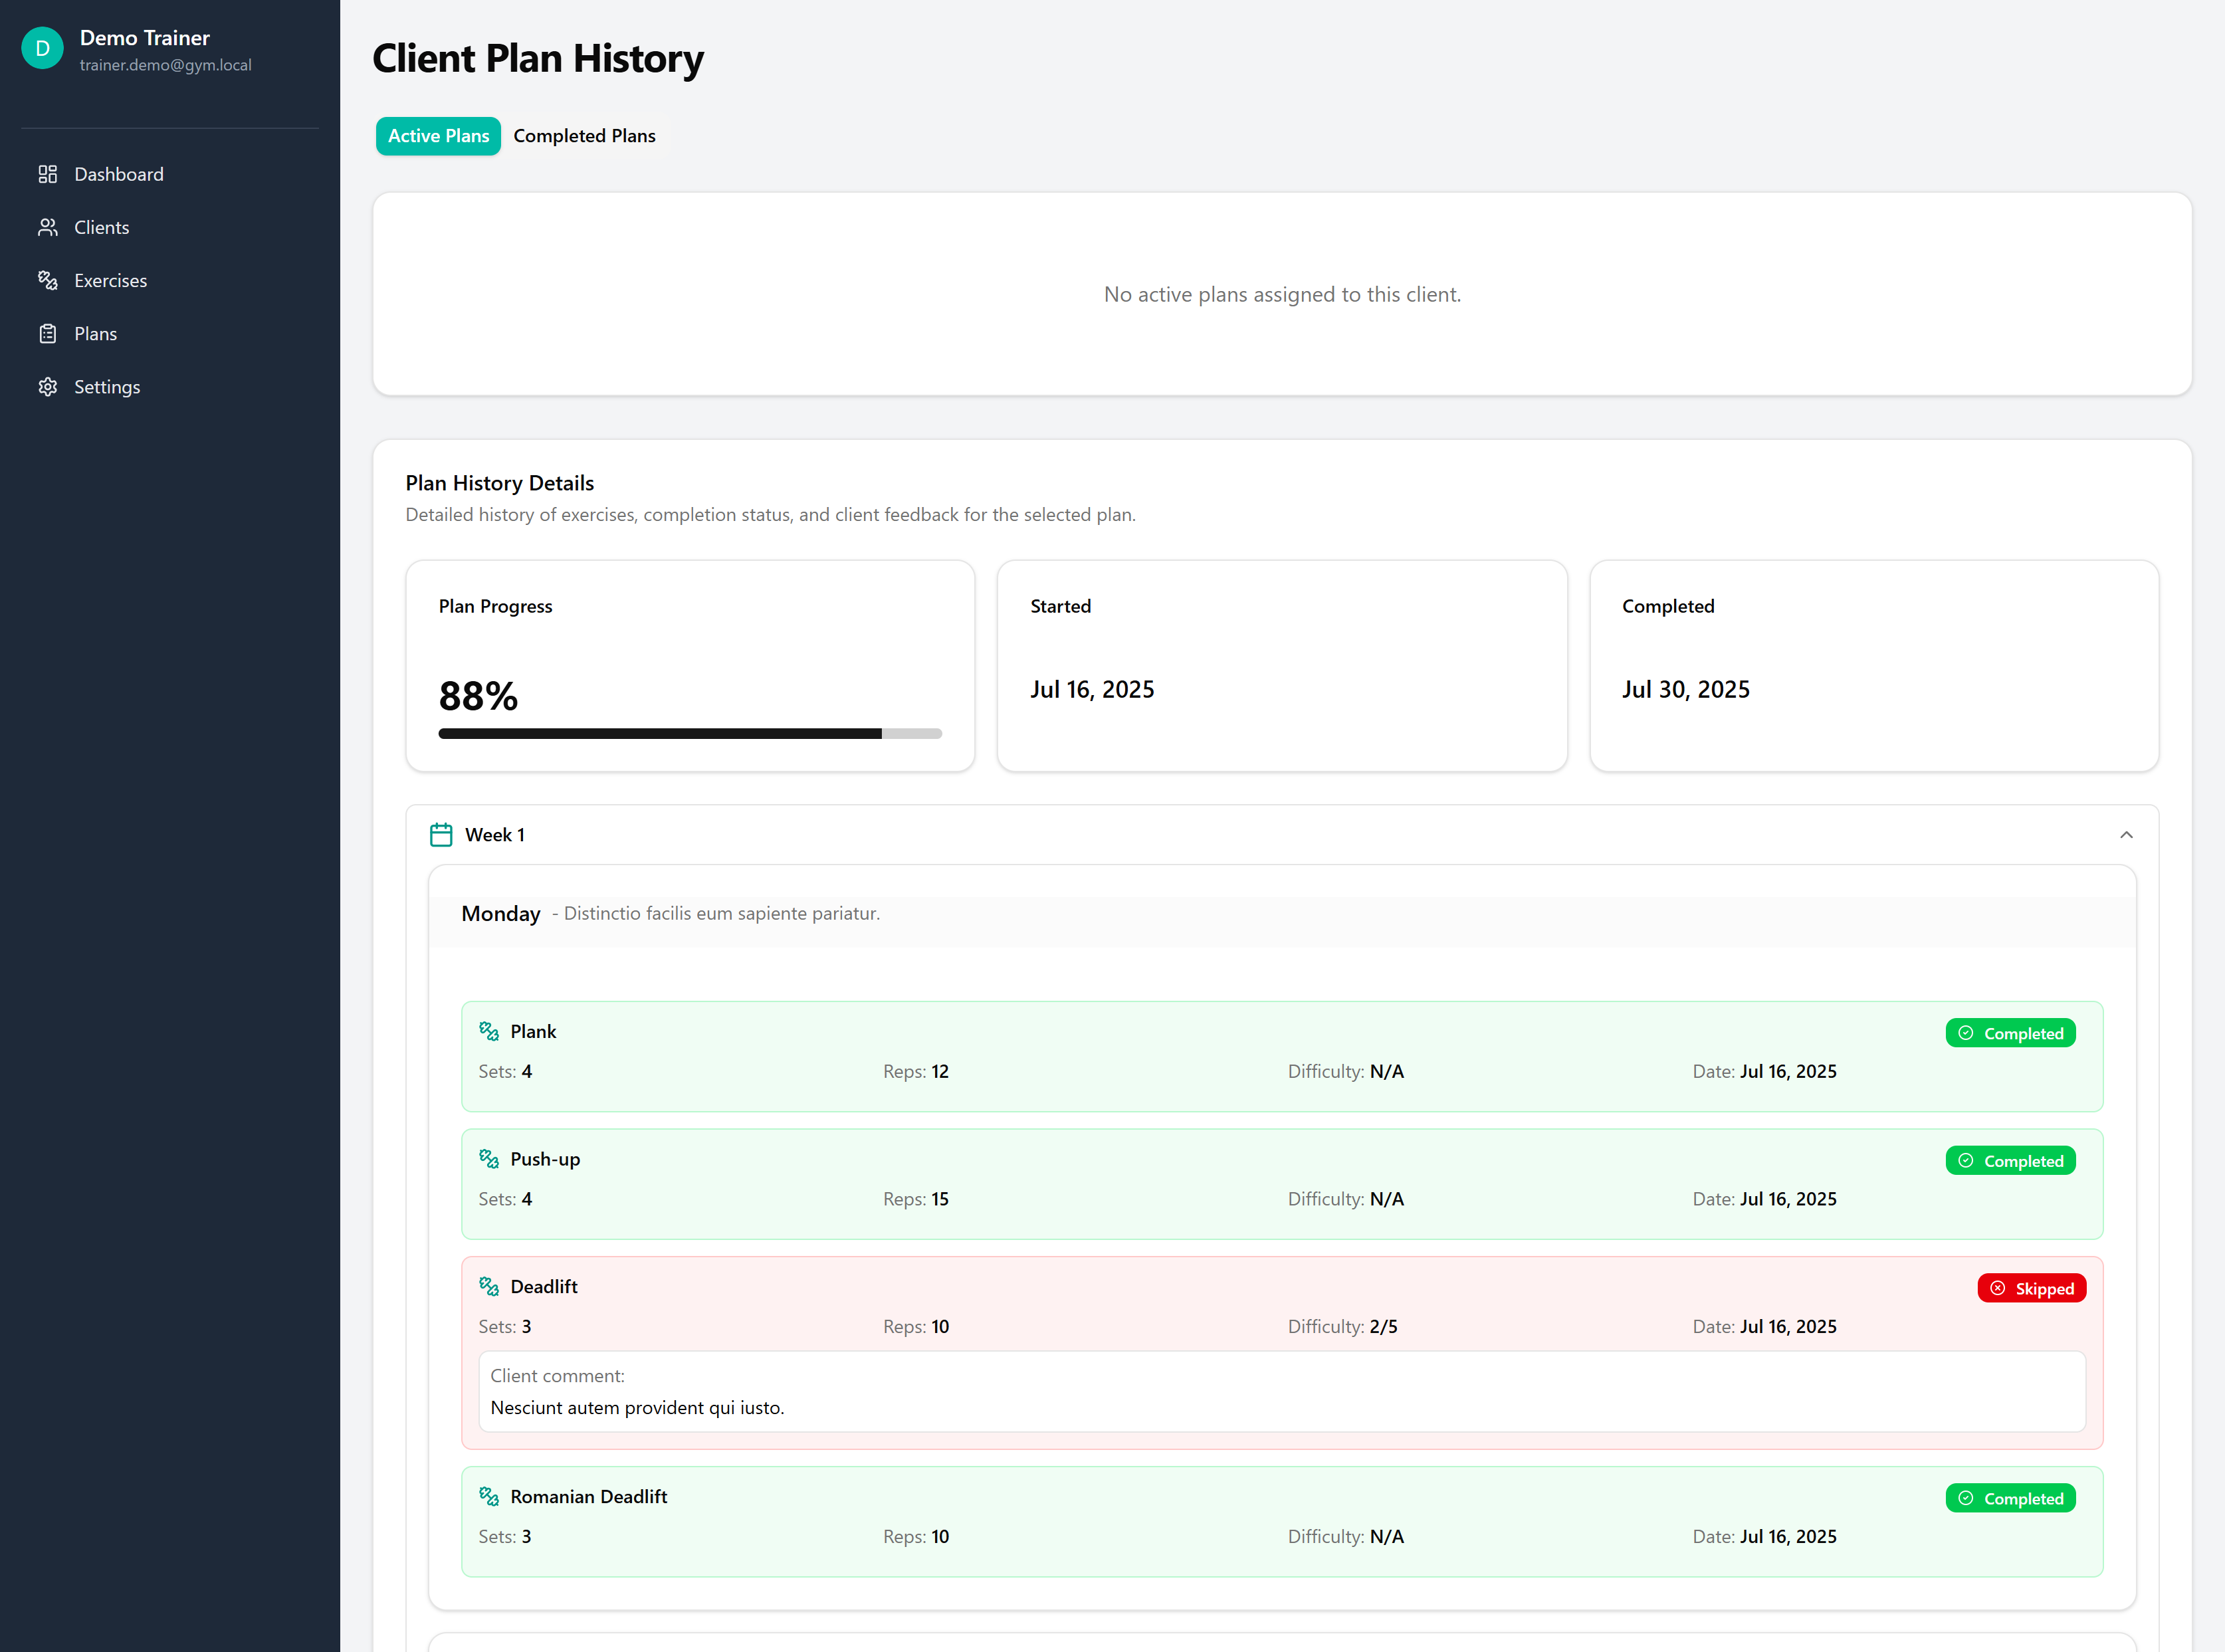 D
Demo Trainer
trainer.demo@gym.local
Dashboard
Clients
Exercises
Plans
Settings
Client Plan History
Active Plans
Completed Plans
No active plans assigned to this client.
Plan History Details
Detailed history of exercises, completion status, and client feedback for the selected plan.
Plan Progress
88%
Started
Jul 16, 2025
Completed
Jul 30, 2025
Week 1
Monday - Distinctio facilis eum sapiente pariatur.
Plank
Completed
Sets: 4 Reps: 12 Difficulty: N/A Date: Jul 16, 2025
Push-up
Completed
Sets: 4 Reps: 15 Difficulty: N/A Date: Jul 16, 2025
Deadlift
Skipped
Sets: 3 Reps: 10 Difficulty: 2/5 Date: Jul 16, 2025
Client comment:
Nesciunt autem provident qui iusto.
Romanian Deadlift
Completed
Sets: 3 Reps: 10 Difficulty: N/A Date: Jul 16, 2025